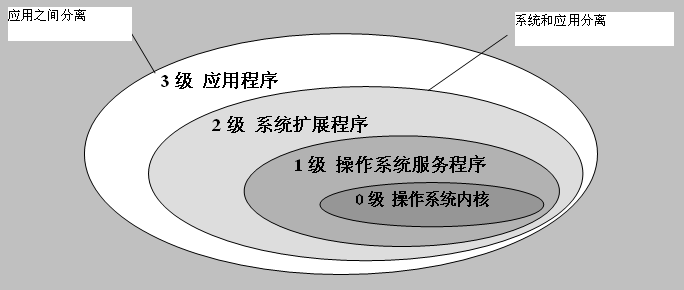 应用之间分离
系统和应用分离
3 级 应用程序
2 级 系统扩展程序
1 级 操作系统服务程序
0 级 操作系统内核